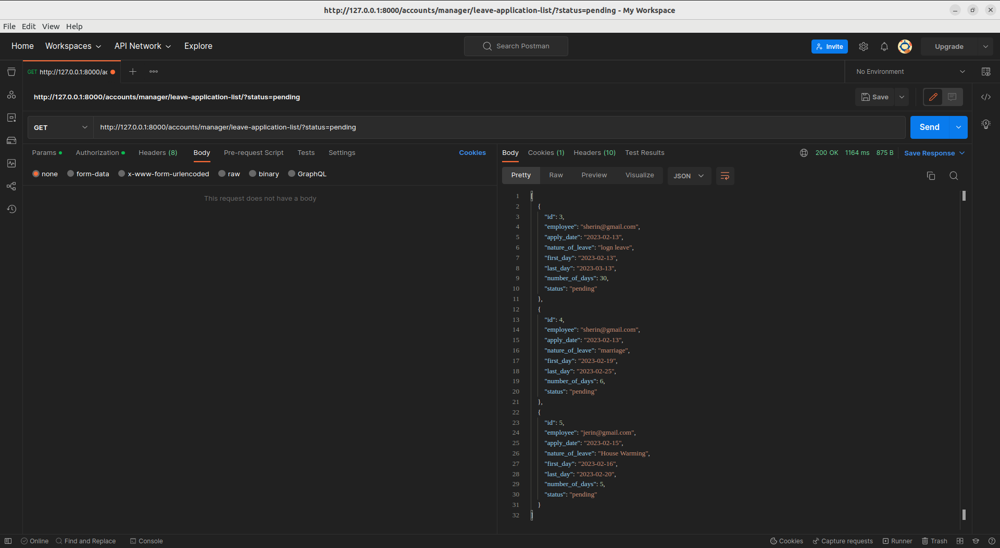 http://127.0.0.1:8000/accounts/manager/leave-application-list/?status=pending - My Workspace
File Edit View Help
Home Workspaces API Network Explore Search Postman Invite Upgrade
GET http://127.0.0.1:8000/ac No Environment
http://127.0.0.1:8000/accounts/manager/leave-application-list/?status=pending Save
GET http://127.0.0.1:8000/accounts/manager/leave-application-list/?status=pending Send
Params Authorization Headers (8) Body Pre-request Script Tests Settings Cookies
none form-data x-www-form-urlencoded raw binary GraphQL
This request does not have a body
Body Cookies (1) Headers (10) Test Results 200 OK 1164 ms 875 B Save Response
Pretty Raw Preview Visualize JSON
1 [
2 {
3 "id": 3,
4 "employee": "sherin@gmail.com",
5 "apply_date": "2023-02-13",
6 "nature_of_leave": "logn leave",
7 "first_day": "2023-02-13",
8 "last_day": "2023-03-13",
9 "number_of_days": 30,
10 "status": "pending"
11 },
12 {
13 "id": 4,
14 "employee": "sherin@gmail.com",
15 "apply_date": "2023-02-13",
16 "nature_of_leave": "marriage",
17 "first_day": "2023-02-19",
18 "last_day": "2023-02-25",
19 "number_of_days": 6,
20 "status": "pending"
21 },
22 {
23 "id": 5,
24 "employee": "jerin@gmail.com",
25 "apply_date": "2023-02-15",
26 "nature_of_leave": "House Warming",
27 "first_day": "2023-02-16",
28 "last_day": "2023-02-20",
29 "number_of_days": 5,
30 "status": "pending"
31 }
32 ]
Online Find and Replace Console Cookies Capture requests Runner Trash